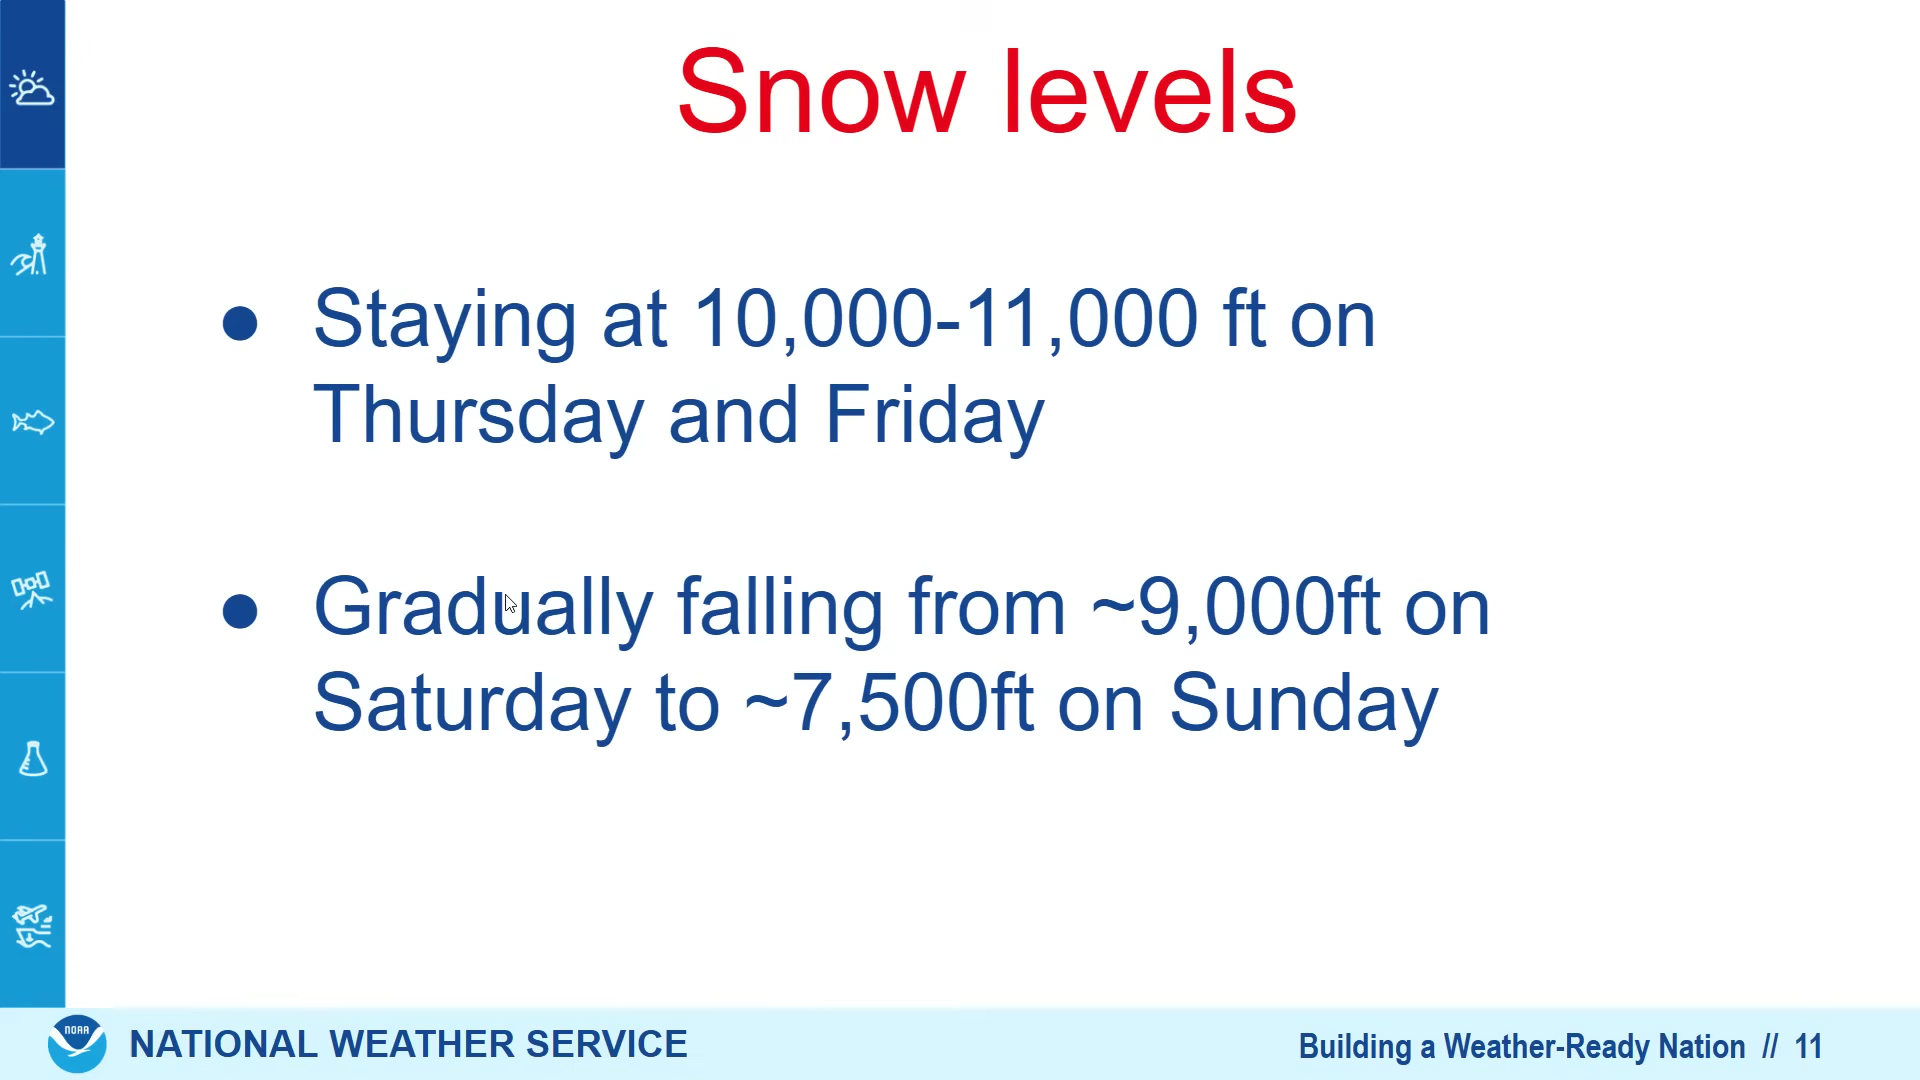 Snow levels
● Staying at 10,000-11,000 ft on
Thursday and Friday
● Gradually falling from ~9,000ft on
Saturday to ~7,500ft on Sunday
NOAA
NATIONAL WEATHER SERVICE
Building a Weather-Ready Nation // 11